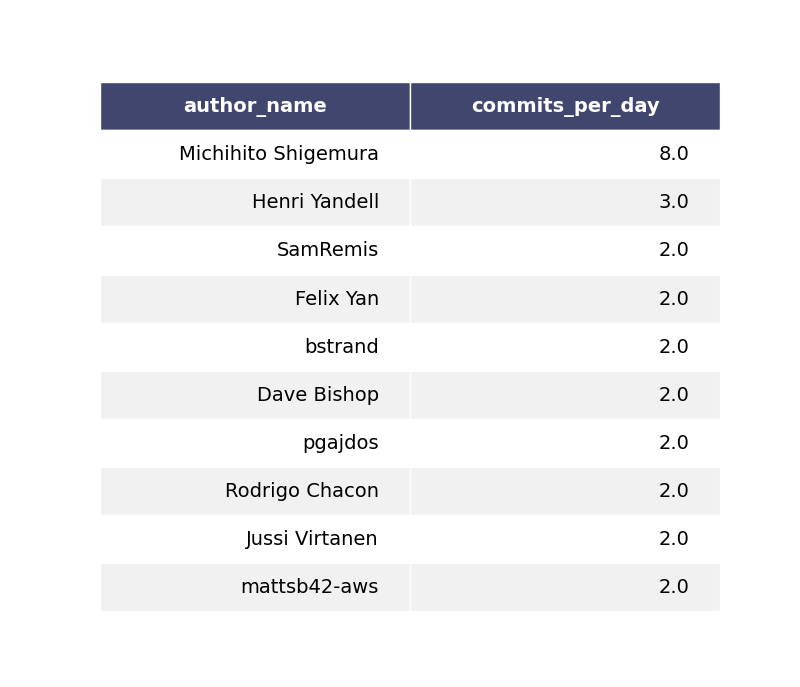 author_name commits_per_day
Michihito Shigemura 8.0
Henri Yandell 3.0
SamRemis 2.0
Felix Yan 2.0
bstrand 2.0
Dave Bishop 2.0
pgajdos 2.0
Rodrigo Chacon 2.0
Jussi Virtanen 2.0
mattsb42-aws 2.0